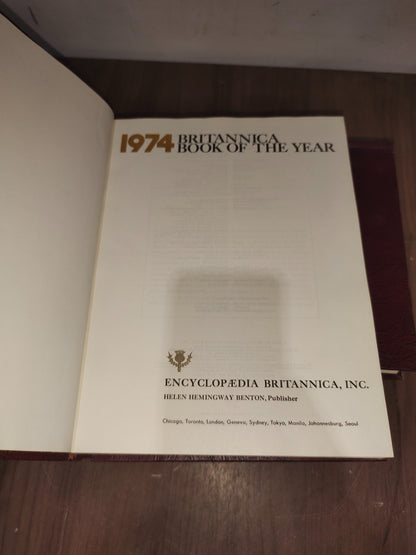 1974 BRITANNICA
BOOK OF THE YEAR
ENCYCLOPÆDIA BRITANNICA, INC.
HELEN HEMINGWAY BENTON, Publisher
Chicago, Toronto, London, Geneva, Sydney, Tokyo, Manila, Johannesburg, Seoul